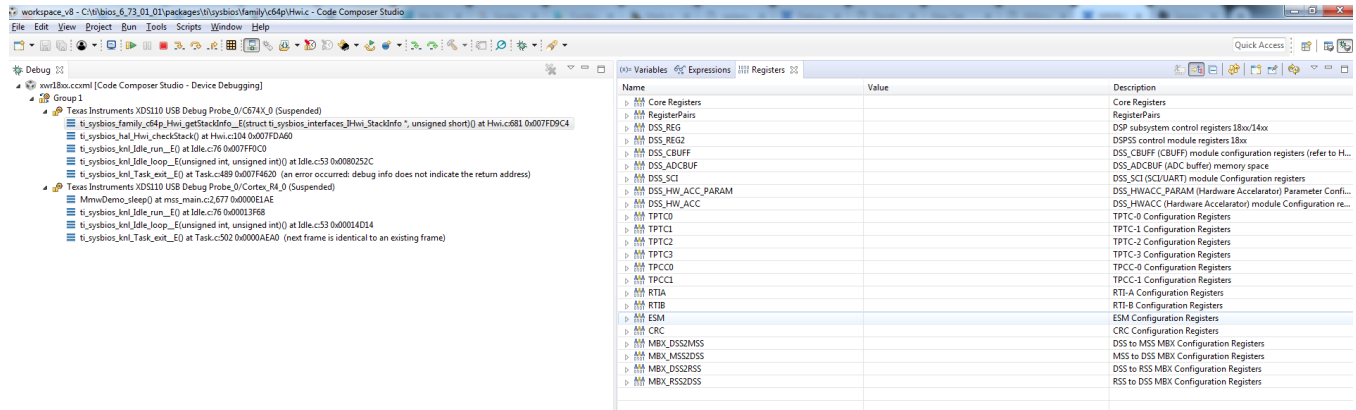 workspace_v8 - C:\ti\bios_6_73_01_01\packages\ti\sysbios\family\c64p\Hwi.c - Code Composer Studio
File Edit View Project Run Tools Scripts Window Help
Quick Access
Debug
xwr18xx.ccxml [Code Composer Studio - Device Debugging]
Group 1
Texas Instruments XDS110 USB Debug Probe_0/C674X_0 (Suspended)
ti_sysbios_family_c64p_Hwi_getStackInfo__E(struct ti_sysbios_interfaces_IHwi_StackInfo *, unsigned short)() at Hwi.c:681 0x007FD9C4
ti_sysbios_hal_Hwi_checkStack() at Hwi.c:104 0x007FDA60
ti_sysbios_knl_Idle_run__E() at Idle.c:76 0x007FF0C0
ti_sysbios_knl_Idle_loop__E(unsigned int, unsigned int)() at Idle.c:53 0x0080252C
ti_sysbios_knl_Task_exit__E() at Task.c:489 0x007F4620 (an error occurred: debug info does not indicate the return address)
Texas Instruments XDS110 USB Debug Probe_0/Cortex_R4_0 (Suspended)
MmwDemo_sleep() at mss_main.c:2,677 0x0000E1AE
ti_sysbios_knl_Idle_run__E() at Idle.c:76 0x00013F68
ti_sysbios_knl_Idle_loop__E(unsigned int, unsigned int)() at Idle.c:53 0x00014D14
ti_sysbios_knl_Task_exit__E() at Task.c:502 0x0000AEA0 (next frame is identical to an existing frame)
(x)= Variables Expressions Registers
Name Value Description
Core Registers Core Registers
RegisterPairs RegisterPairs
DSS_REG DSP subsystem control registers 18xx/14xx
DSS_REG2 DSPSS control module registers 18xx
DSS_CBUFF DSS_CBUFF (CBUFF) module configuration registers (refer to H...
DSS_ADCBUF DSS_ADCBUF (ADC buffer) memory space
DSS_SCI DSS_SCI (SCI/UART) module Configuration registers
DSS_HW_ACC_PARAM DSS_HWACC_PARAM (Hardware Accelarator) Parameter Confi...
DSS_HW_ACC DSS_HWACC (Hardware Accelarator) module Configuration re...
TPTC0 TPTC-0 Configuration Registers
TPTC1 TPTC-1 Configuration Registers
TPTC2 TPTC-2 Configuration Registers
TPTC3 TPTC-3 Configuration Registers
TPCC0 TPCC-0 Configuration Registers
TPCC1 TPCC-1 Configuration Registers
RTIA RTI-A Configuration Registers
RTIB RTI-B Configuration Registers
ESM ESM Configuration Registers
CRC CRC Configuration Registers
MBX_DSS2MSS DSS to MSS MBX Configuration Registers
MBX_MSS2DSS MSS to DSS MBX Configuration Registers
MBX_DSS2RSS DSS to RSS MBX Configuration Registers
MBX_RSS2DSS RSS to DSS MBX Configuration Registers